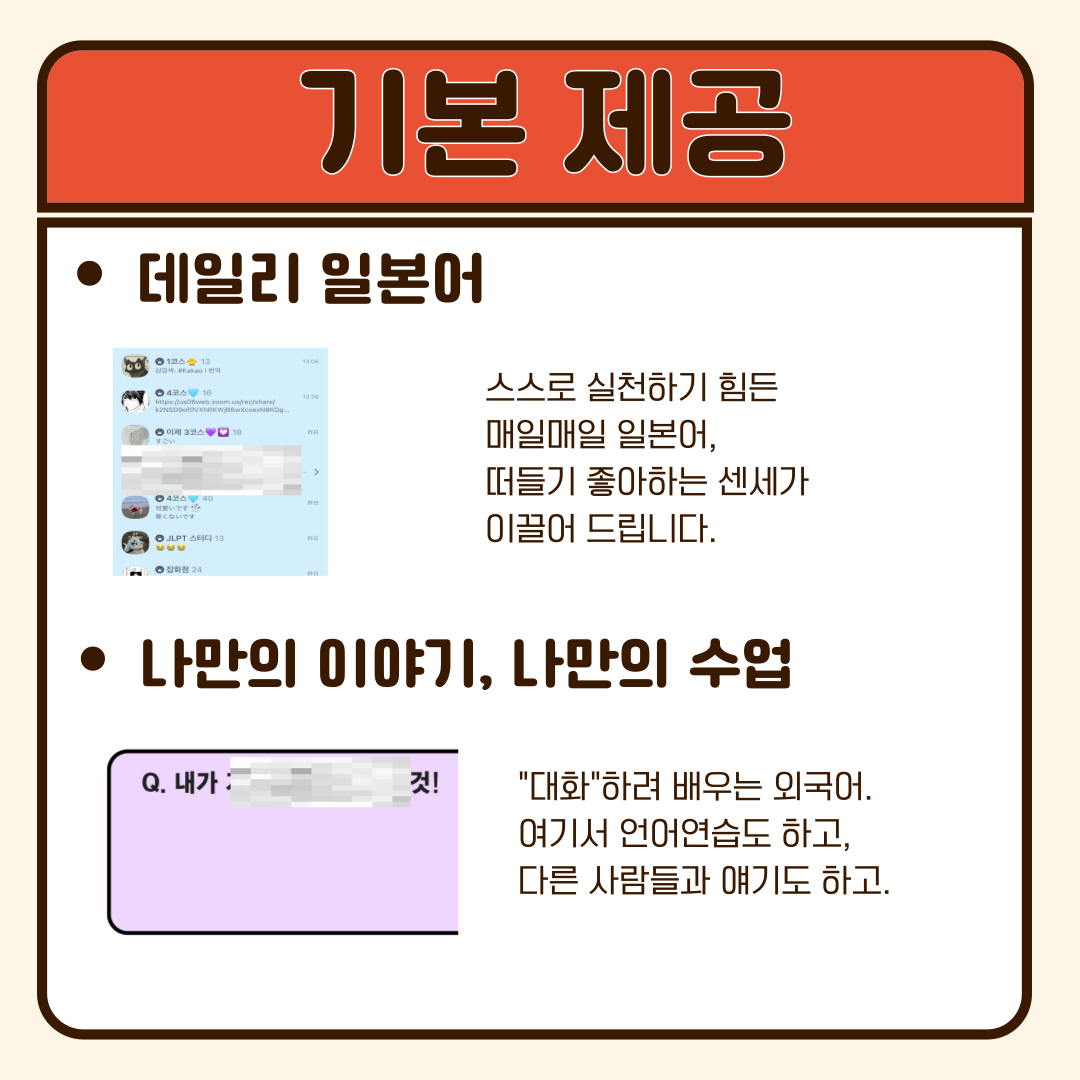 기본 제공
데일리 일본어
1코스 13
13:06
샵검색: #Kakao i 번역
4코스🩵 16
12:39
https://us06web.zoom.us/rec/share/
이제 3코스💜💟 18
すごい
4코스🩵 40
可愛いです
悪くないです
JLPT 스터디 13
😂😂😂
잡화점 24
스스로 실천하기 힘든
매일매일 일본어,
떠들기 좋아하는 센세가
이끌어 드립니다.
나만의 이야기, 나만의 수업
Q. 내가
것!
"대화"하려 배우는 외국어.
여기서 언어연습도 하고,
다른 사람들과 얘기도 하고.